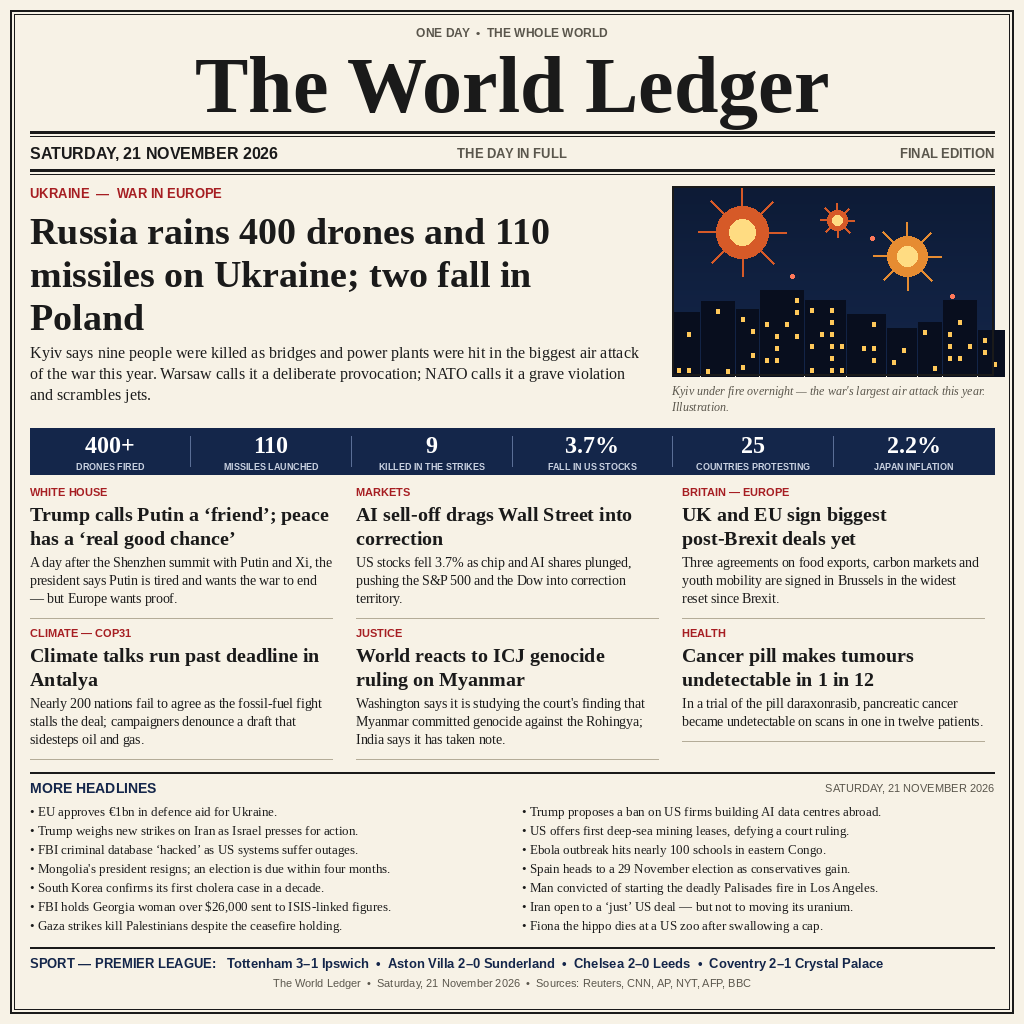 ONE DAY • THE WHOLE WORLD
The World Ledger
SATURDAY, 21 NOVEMBER 2026
THE DAY IN FULL
FINAL EDITION
UKRAINE — WAR IN EUROPE
Russia rains 400 drones and 110
missiles on Ukraine; two fall in
Poland
Kyiv says nine people were killed as bridges and power plants were hit in the biggest air attack
of the war this year. Warsaw calls it a deliberate provocation; NATO calls it a grave violation
and scrambles jets.
Kyiv under fire overnight — the war's largest air attack this year.
Illustration.
400+
DRONES FIRED
110
MISSILES LAUNCHED
9
KILLED IN THE STRIKES
3.7%
FALL IN US STOCKS
25
COUNTRIES PROTESTING
2.2%
JAPAN INFLATION
WHITE HOUSE
Trump calls Putin a ‘friend’; peace
has a ‘real good chance’
A day after the Shenzhen summit with Putin and Xi, the
president says Putin is tired and wants the war to end
— but Europe wants proof.
MARKETS
AI sell-off drags Wall Street into
correction
US stocks fell 3.7% as chip and AI shares plunged,
pushing the S&P 500 and the Dow into correction
territory.
BRITAIN — EUROPE
UK and EU sign biggest
post-Brexit deals yet
Three agreements on food exports, carbon markets and
youth mobility are signed in Brussels in the widest
reset since Brexit.
CLIMATE — COP31
Climate talks run past deadline in
Antalya
Nearly 200 nations fail to agree as the fossil-fuel fight
stalls the deal; campaigners denounce a draft that
sidesteps oil and gas.
JUSTICE
World reacts to ICJ genocide
ruling on Myanmar
Washington says it is studying the court's finding that
Myanmar committed genocide against the Rohingya;
India says it has taken note.
HEALTH
Cancer pill makes tumours
undetectable in 1 in 12
In a trial of the pill daraxonrasib, pancreatic cancer
became undetectable on scans in one in twelve patients.
MORE HEADLINES
SATURDAY, 21 NOVEMBER 2026
• EU approves €1bn in defence aid for Ukraine.
• Trump weighs new strikes on Iran as Israel presses for action.
• FBI criminal database ‘hacked’ as US systems suffer outages.
• Mongolia's president resigns; an election is due within four months.
• South Korea confirms its first cholera case in a decade.
• FBI holds Georgia woman over $26,000 sent to ISIS-linked figures.
• Gaza strikes kill Palestinians despite the ceasefire holding.
• Trump proposes a ban on US firms building AI data centres abroad.
• US offers first deep-sea mining leases, defying a court ruling.
• Ebola outbreak hits nearly 100 schools in eastern Congo.
• Spain heads to a 29 November election as conservatives gain.
• Man convicted of starting the deadly Palisades fire in Los Angeles.
• Iran open to a ‘just’ US deal — but not to moving its uranium.
• Fiona the hippo dies at a US zoo after swallowing a cap.
SPORT — PREMIER LEAGUE: Tottenham 3–1 Ipswich • Aston Villa 2–0 Sunderland • Chelsea 2–0 Leeds • Coventry 2–1 Crystal Palace
The World Ledger • Saturday, 21 November 2026 • Sources: Reuters, CNN, AP, NYT, AFP, BBC